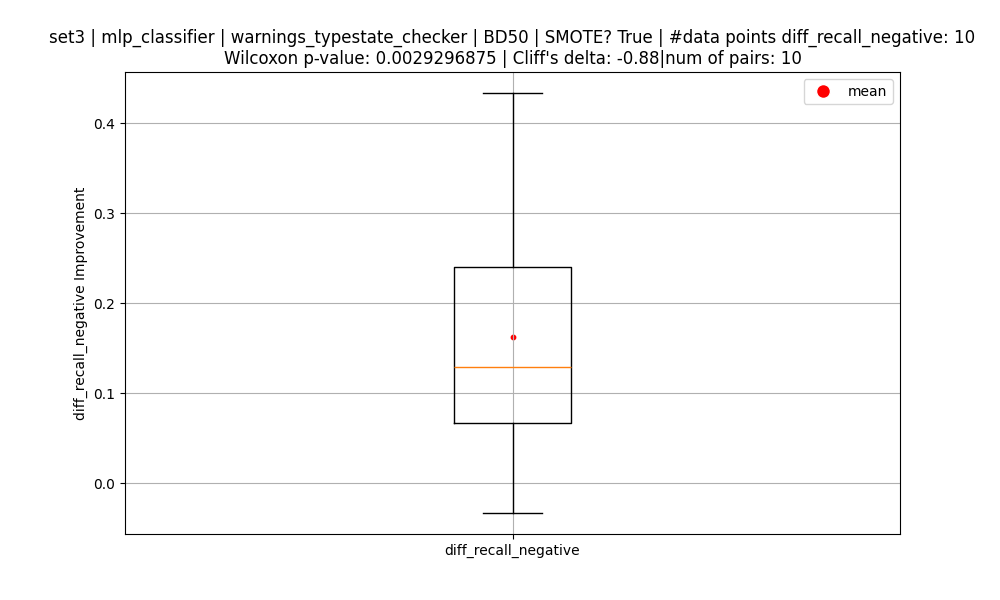 set3 | mlp_classifier | warnings_typestate_checker | BD50 | SMOTE? True | #data points diff_recall_negative: 10
Wilcoxon p-value: 0.0029296875 | Cliff's delta: -0.88|num of pairs: 10
mean
0.4
0.3
0.2
0.1
0.0
diff_recall_negative Improvement
diff_recall_negative